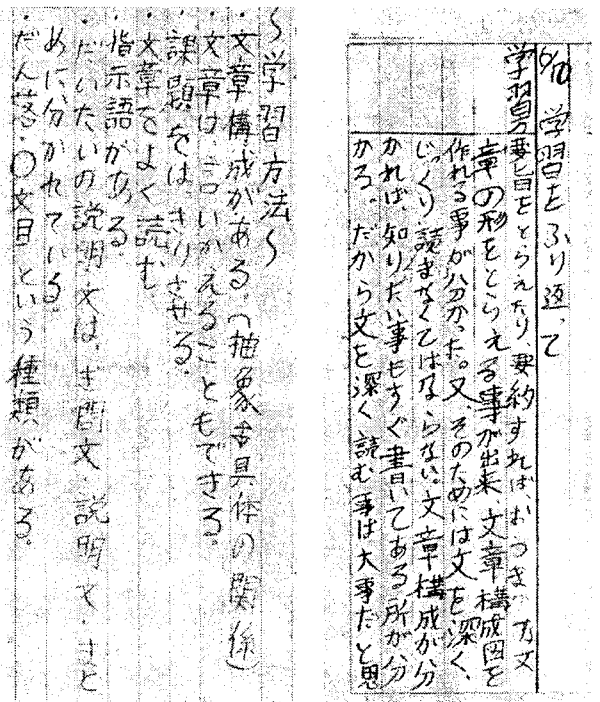 6/10 学習をふり返って
学習方 要旨をとらえたり、要約すれば、文
章の形をとらえる事が出来、文章構成図を
作れる事が分かった。又、そのためには文を深く、
じっくり読まなくてはならない。文章構成が分
かれば、知りたい事もすぐ書いてある所が分
かる。だから文を深く読む事は大事だと思
〜学習方法〜
・文章構成がある。(抽象⇔具体の関係)
・文章は、言いかえることもできる。
・課題をはっきりさせる。
・文章をよく読む。
・指示語がある。
・だいたいの説明文は、ぎ問文・説明文・まと
めに、分かれている。
・だん落・○文目という種類がある。